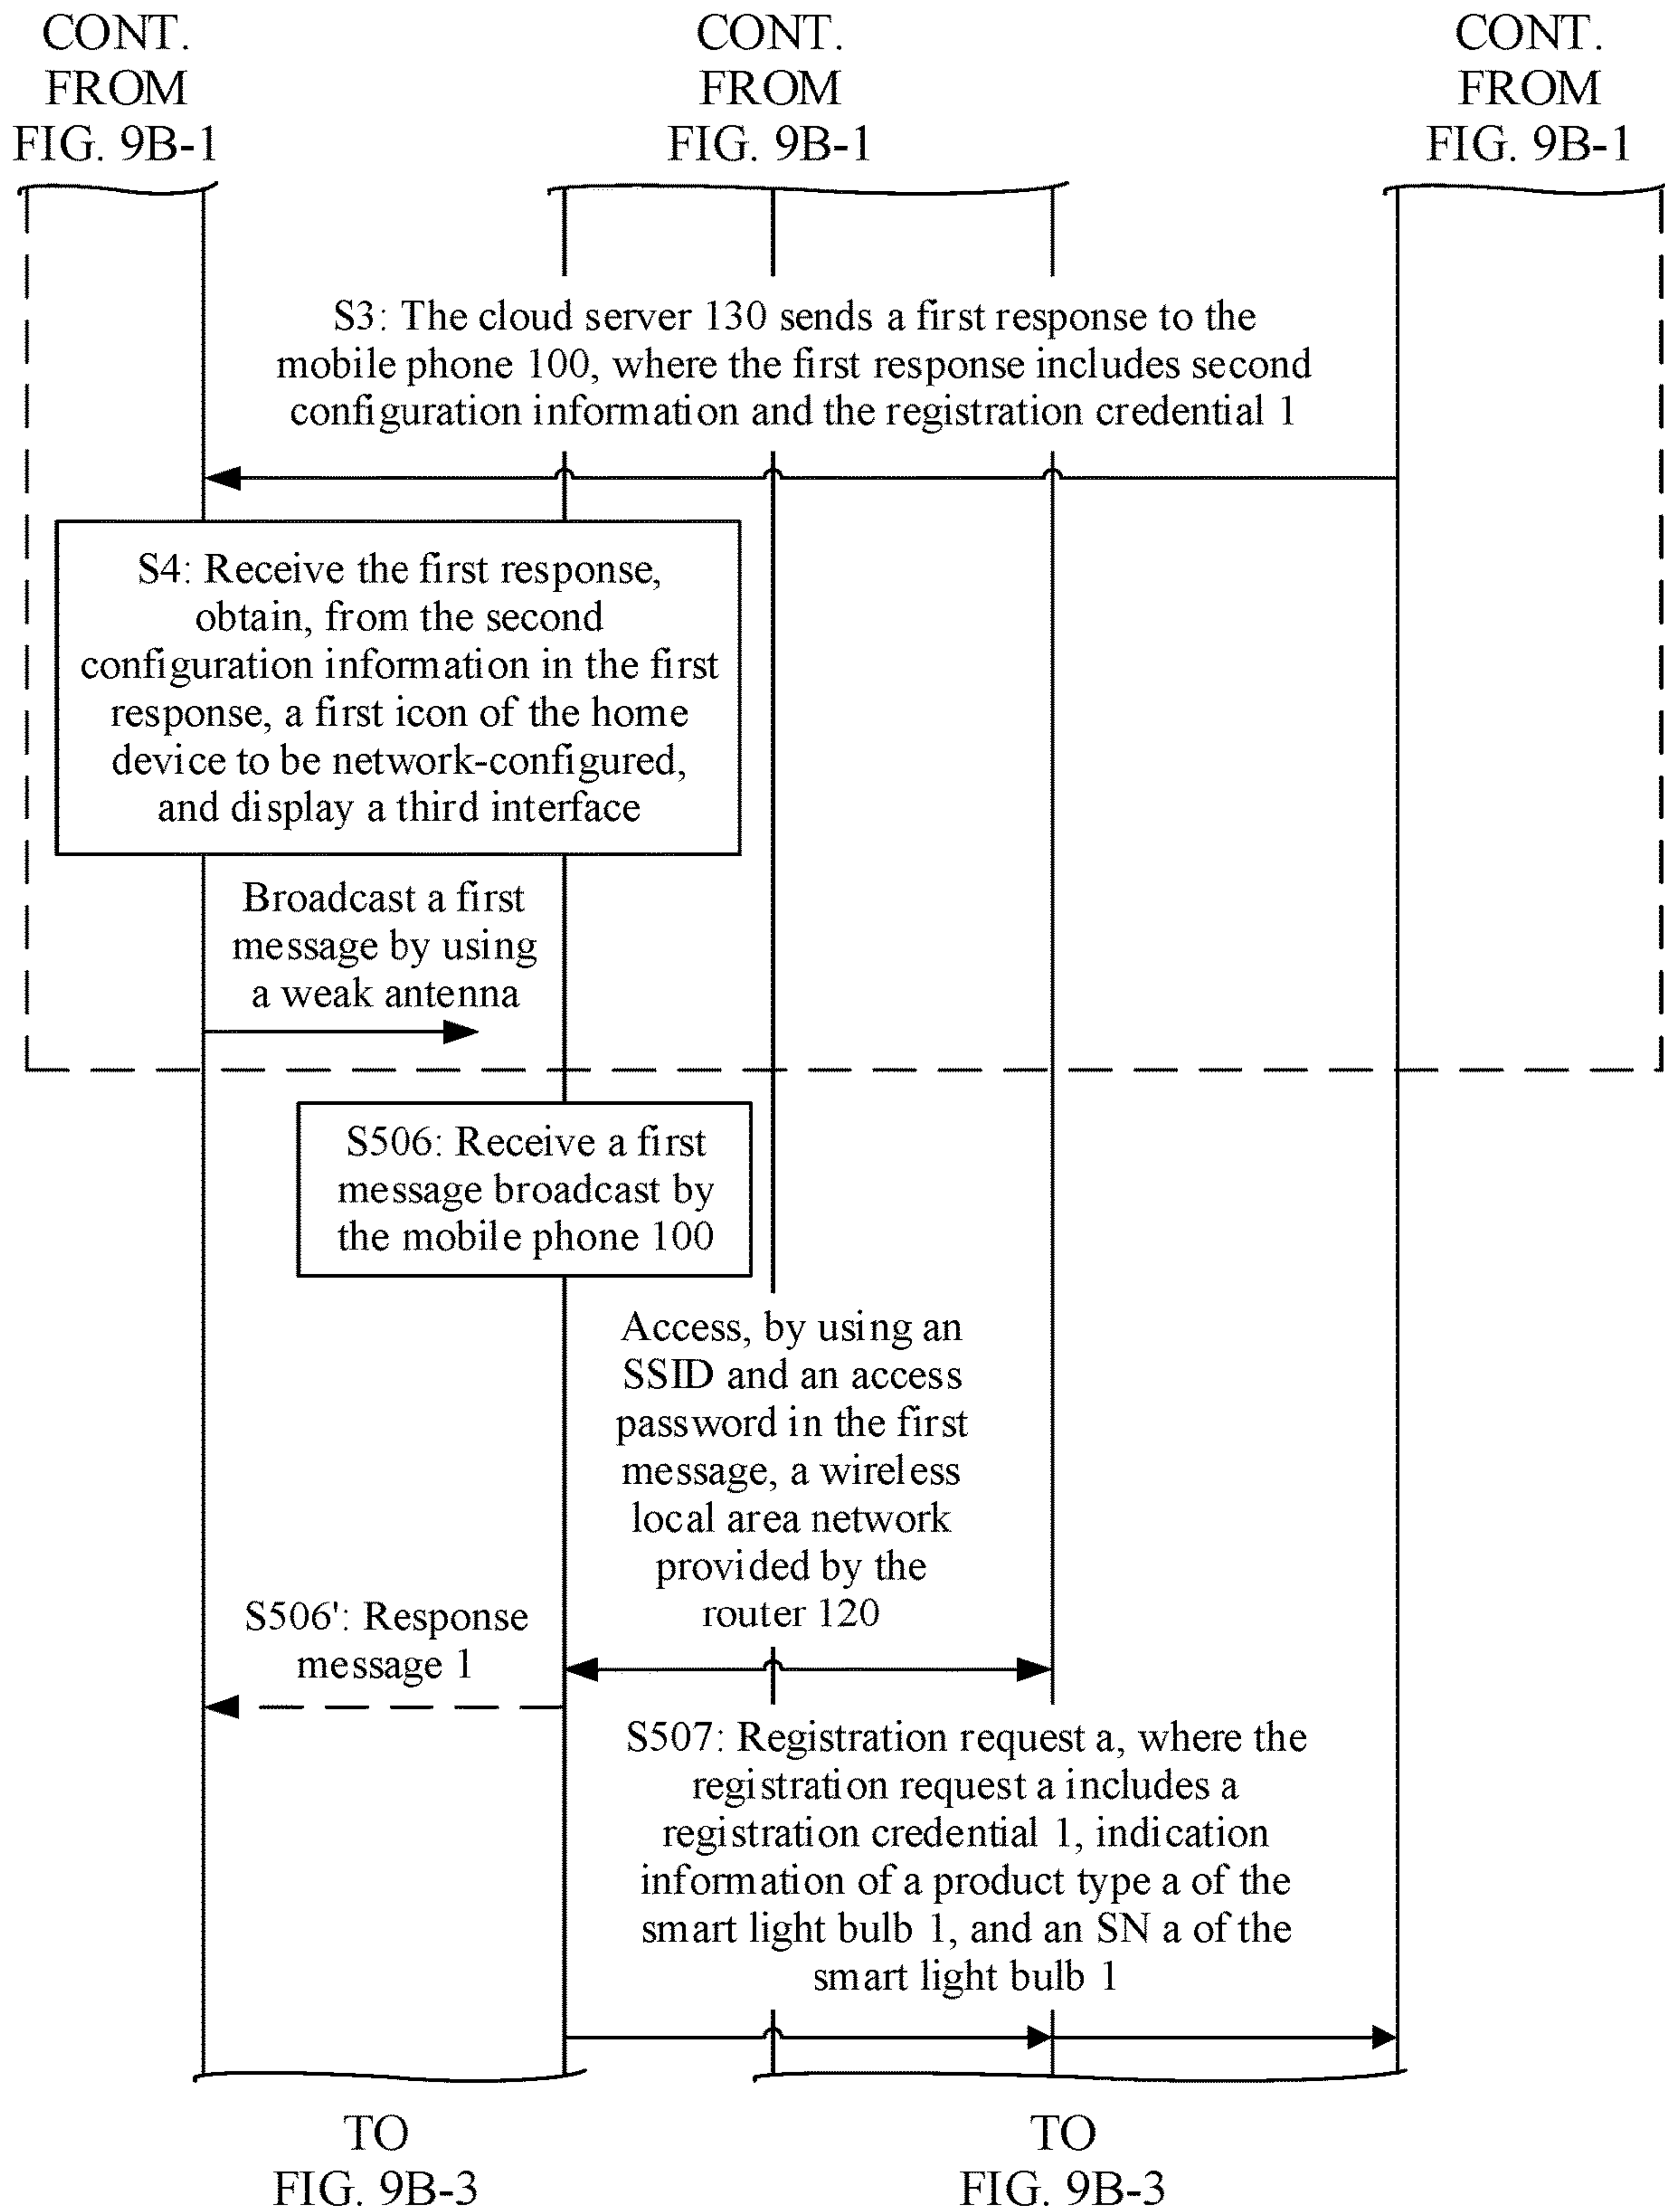 CONT.
FROM
FIG. 9B-1
CONT.
FROM
FIG. 9B-1
CONT.
FROM
FIG. 9B-1
S3: The cloud server 130 sends a first response to the
mobile phone 100, where the first response includes second
configuration information and the registration credential 1
S4: Receive the first response,
obtain, from the second
configuration information in the first
response, a first icon of the home
device to be network-configured,
and display a third interface
Broadcast a first
message by using
a weak antenna
S506: Receive a first
message broadcast by
the mobile phone 100
Access, by using an
SSID and an access
password in the first
message, a wireless
local area network
provided by the
router 120
S506': Response
message 1
S507: Registration request a, where the
registration request a includes a
registration credential 1, indication
information of a product type a of the
smart light bulb 1, and an SN a of the
smart light bulb 1
TO
FIG. 9B-3
TO
FIG. 9B-3